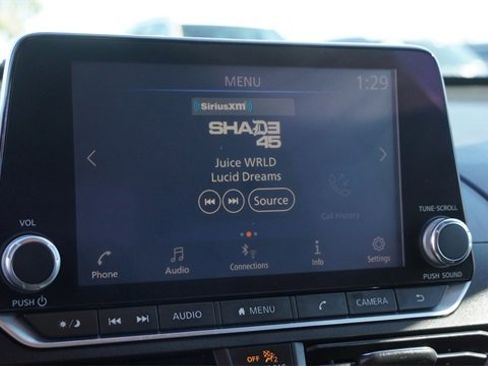 MENU
1:29
SiriusXM
SHADE
45
Juice WRLD
Lucid Dreams
Source
Call History
VOL
TUNE-SCROLL
Phone
Audio
Connections
Info
Settings
PUSH
PUSH SOUND
AUDIO
MENU
CAMERA
OFF
2